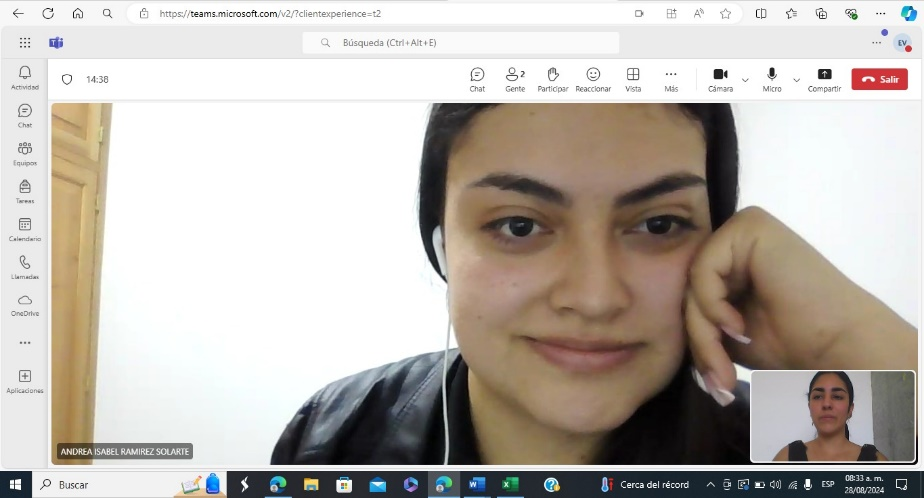 https://teams.microsoft.com/v2/?clientexperience=t2
Búsqueda (Ctrl+Alt+E)
EV
14:38
Chat
Gente
2
Participar
Reaccionar
Vista
Más
Cámara
Micro
Compartir
Salir
Actividad
Chat
Equipos
Tareas
Calendario
Llamadas
OneDrive
Aplicaciones
ANDREA ISABEL RAMIREZ SOLARTE
Buscar
Cerca del récord
ESP
08:33 a. m.
28/08/2024